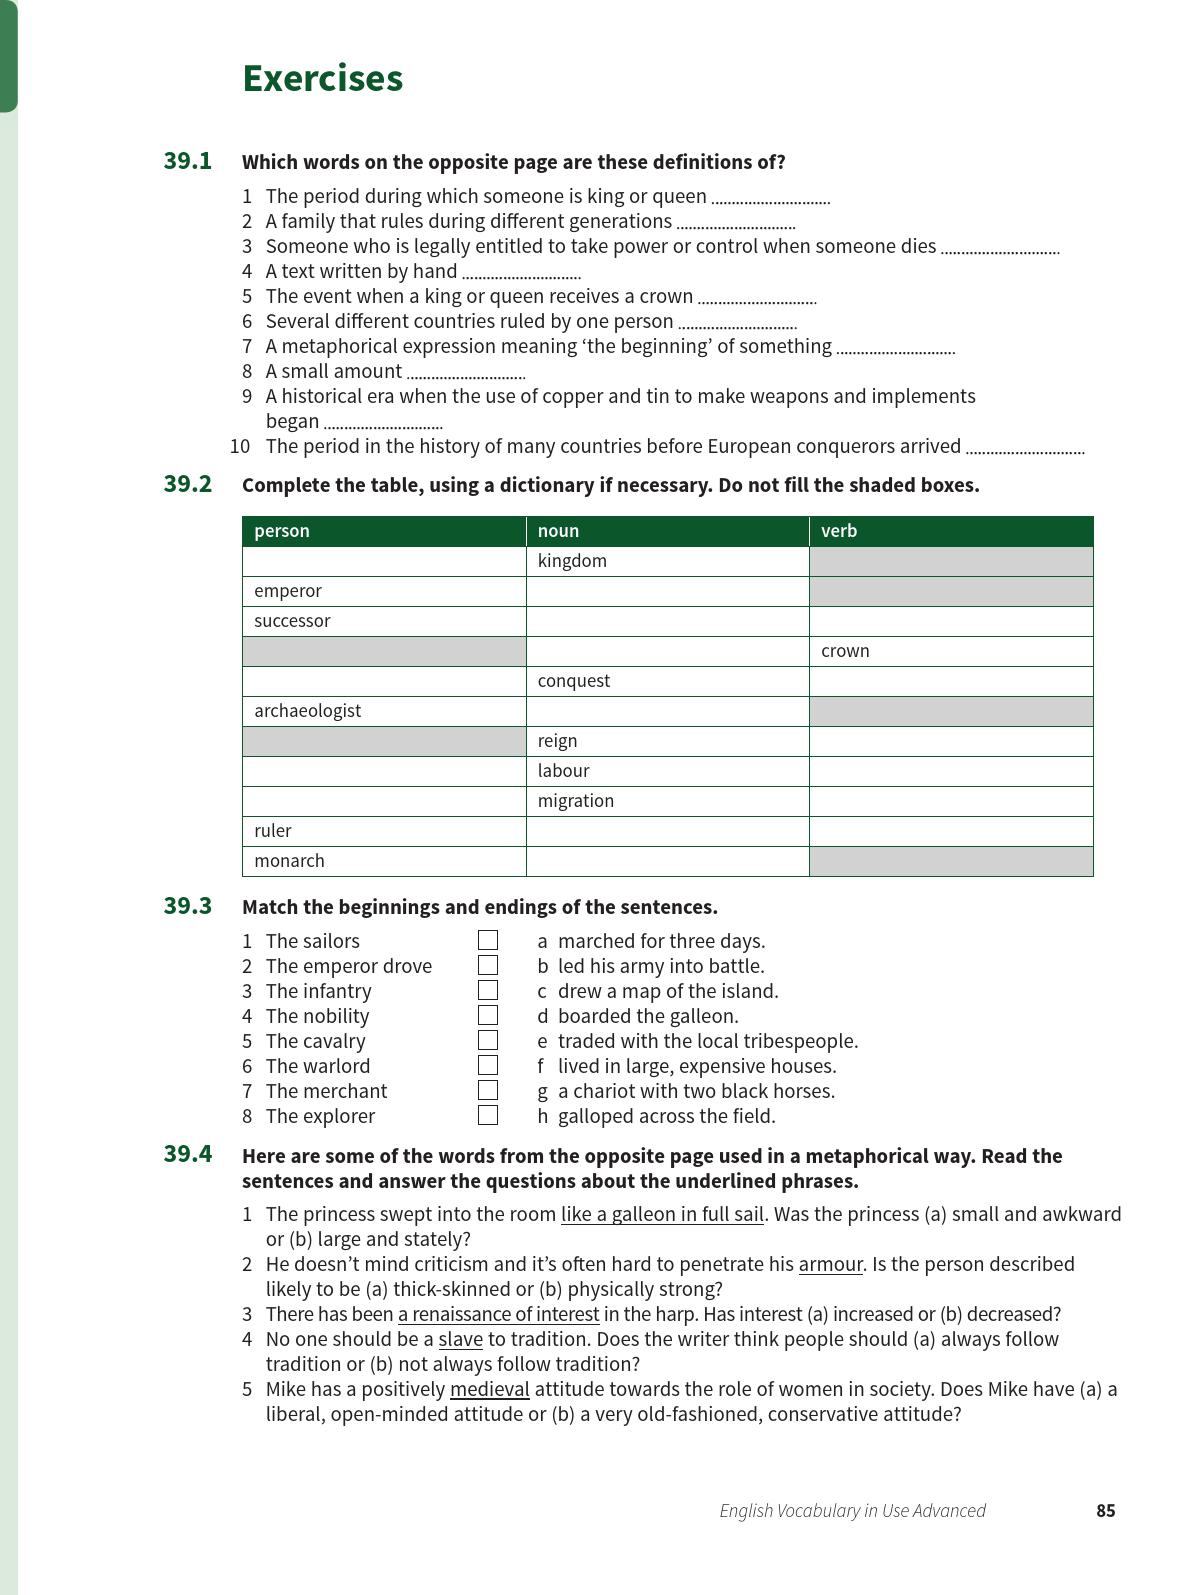 Exercises
39.1 Which words on the opposite page are these definitions of?
1 The period during which someone is king or queen ............................
2 A family that rules during different generations ............................
3 Someone who is legally entitled to take power or control when someone dies ............................
4 A text written by hand ............................
5 The event when a king or queen receives a crown ............................
6 Several different countries ruled by one person ............................
7 A metaphorical expression meaning ‘the beginning’ of something ............................
8 A small amount ............................
9 A historical era when the use of copper and tin to make weapons and implements
began ............................
10 The period in the history of many countries before European conquerors arrived ............................
39.2 Complete the table, using a dictionary if necessary. Do not fill the shaded boxes.
person noun verb
kingdom
emperor
successor
crown
conquest
archaeologist
reign
labour
migration
ruler
monarch
39.3 Match the beginnings and endings of the sentences.
1 The sailors a marched for three days.
2 The emperor drove b led his army into battle.
3 The infantry c drew a map of the island.
4 The nobility d boarded the galleon.
5 The cavalry e traded with the local tribespeople.
6 The warlord f lived in large, expensive houses.
7 The merchant g a chariot with two black horses.
8 The explorer h galloped across the field.
39.4 Here are some of the words from the opposite page used in a metaphorical way. Read the
sentences and answer the questions about the underlined phrases.
1 The princess swept into the room like a galleon in full sail. Was the princess (a) small and awkward
or (b) large and stately?
2 He doesn’t mind criticism and it’s often hard to penetrate his armour. Is the person described
likely to be (a) thick-skinned or (b) physically strong?
3 There has been a renaissance of interest in the harp. Has interest (a) increased or (b) decreased?
4 No one should be a slave to tradition. Does the writer think people should (a) always follow
tradition or (b) not always follow tradition?
5 Mike has a positively medieval attitude towards the role of women in society. Does Mike have (a) a
liberal, open-minded attitude or (b) a very old-fashioned, conservative attitude?
English Vocabulary in Use Advanced 85